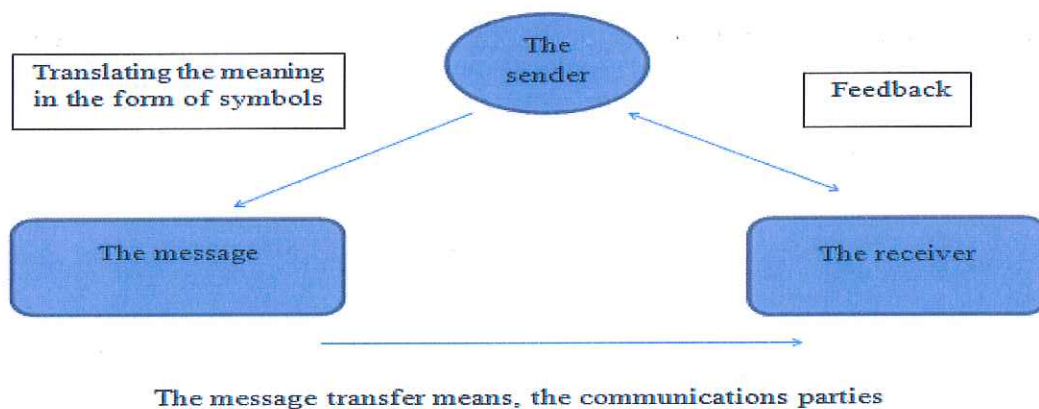 The
sender
Translating the meaning
in the form of symbols
Feedback
The message
The receiver
The message transfer means, the communications parties